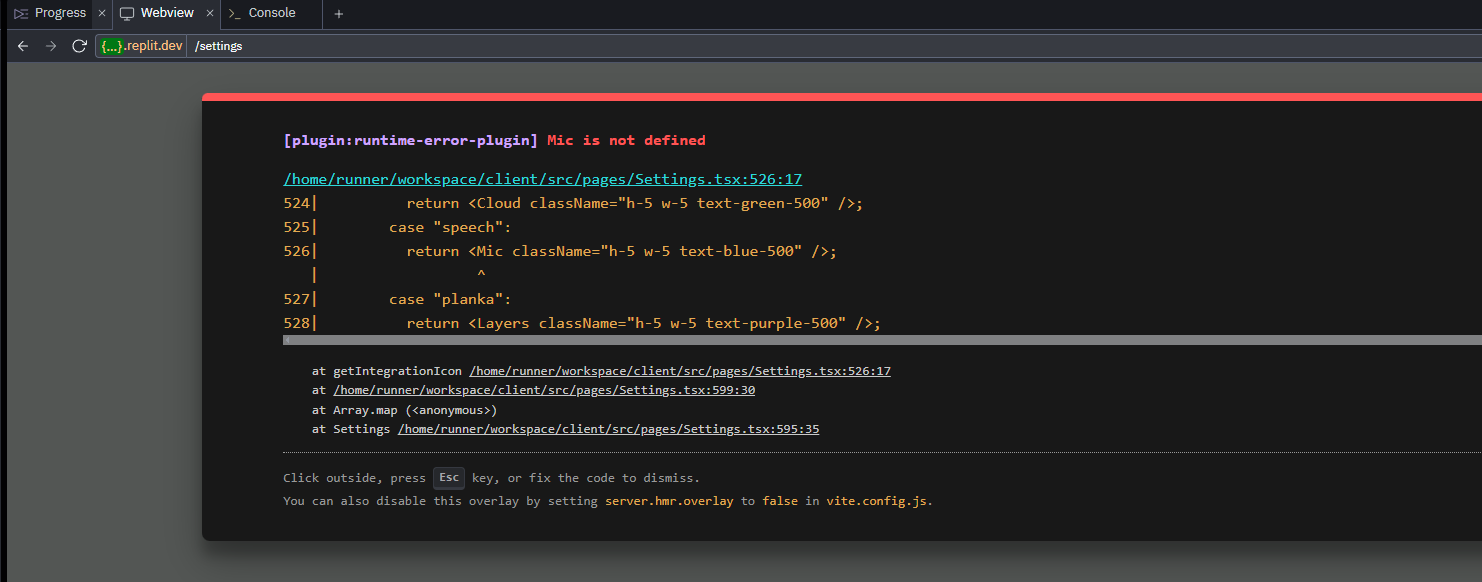 Progress × Webview × >_ Console +
{...}.replit.dev /settings
[plugin:runtime-error-plugin] Mic is not defined
/home/runner/workspace/client/src/pages/Settings.tsx:526:17
524|          return <Cloud className="h-5 w-5 text-green-500" />;
525|        case "speech":
526|          return <Mic className="h-5 w-5 text-blue-500" />;
   |                  ^
527|        case "planka":
528|          return <Layers className="h-5 w-5 text-purple-500" />;
at getIntegrationIcon /home/runner/workspace/client/src/pages/Settings.tsx:526:17
at /home/runner/workspace/client/src/pages/Settings.tsx:599:30
at Array.map (<anonymous>)
at Settings /home/runner/workspace/client/src/pages/Settings.tsx:595:35
Click outside, press Esc key, or fix the code to dismiss.
You can also disable this overlay by setting server.hmr.overlay to false in vite.config.js.